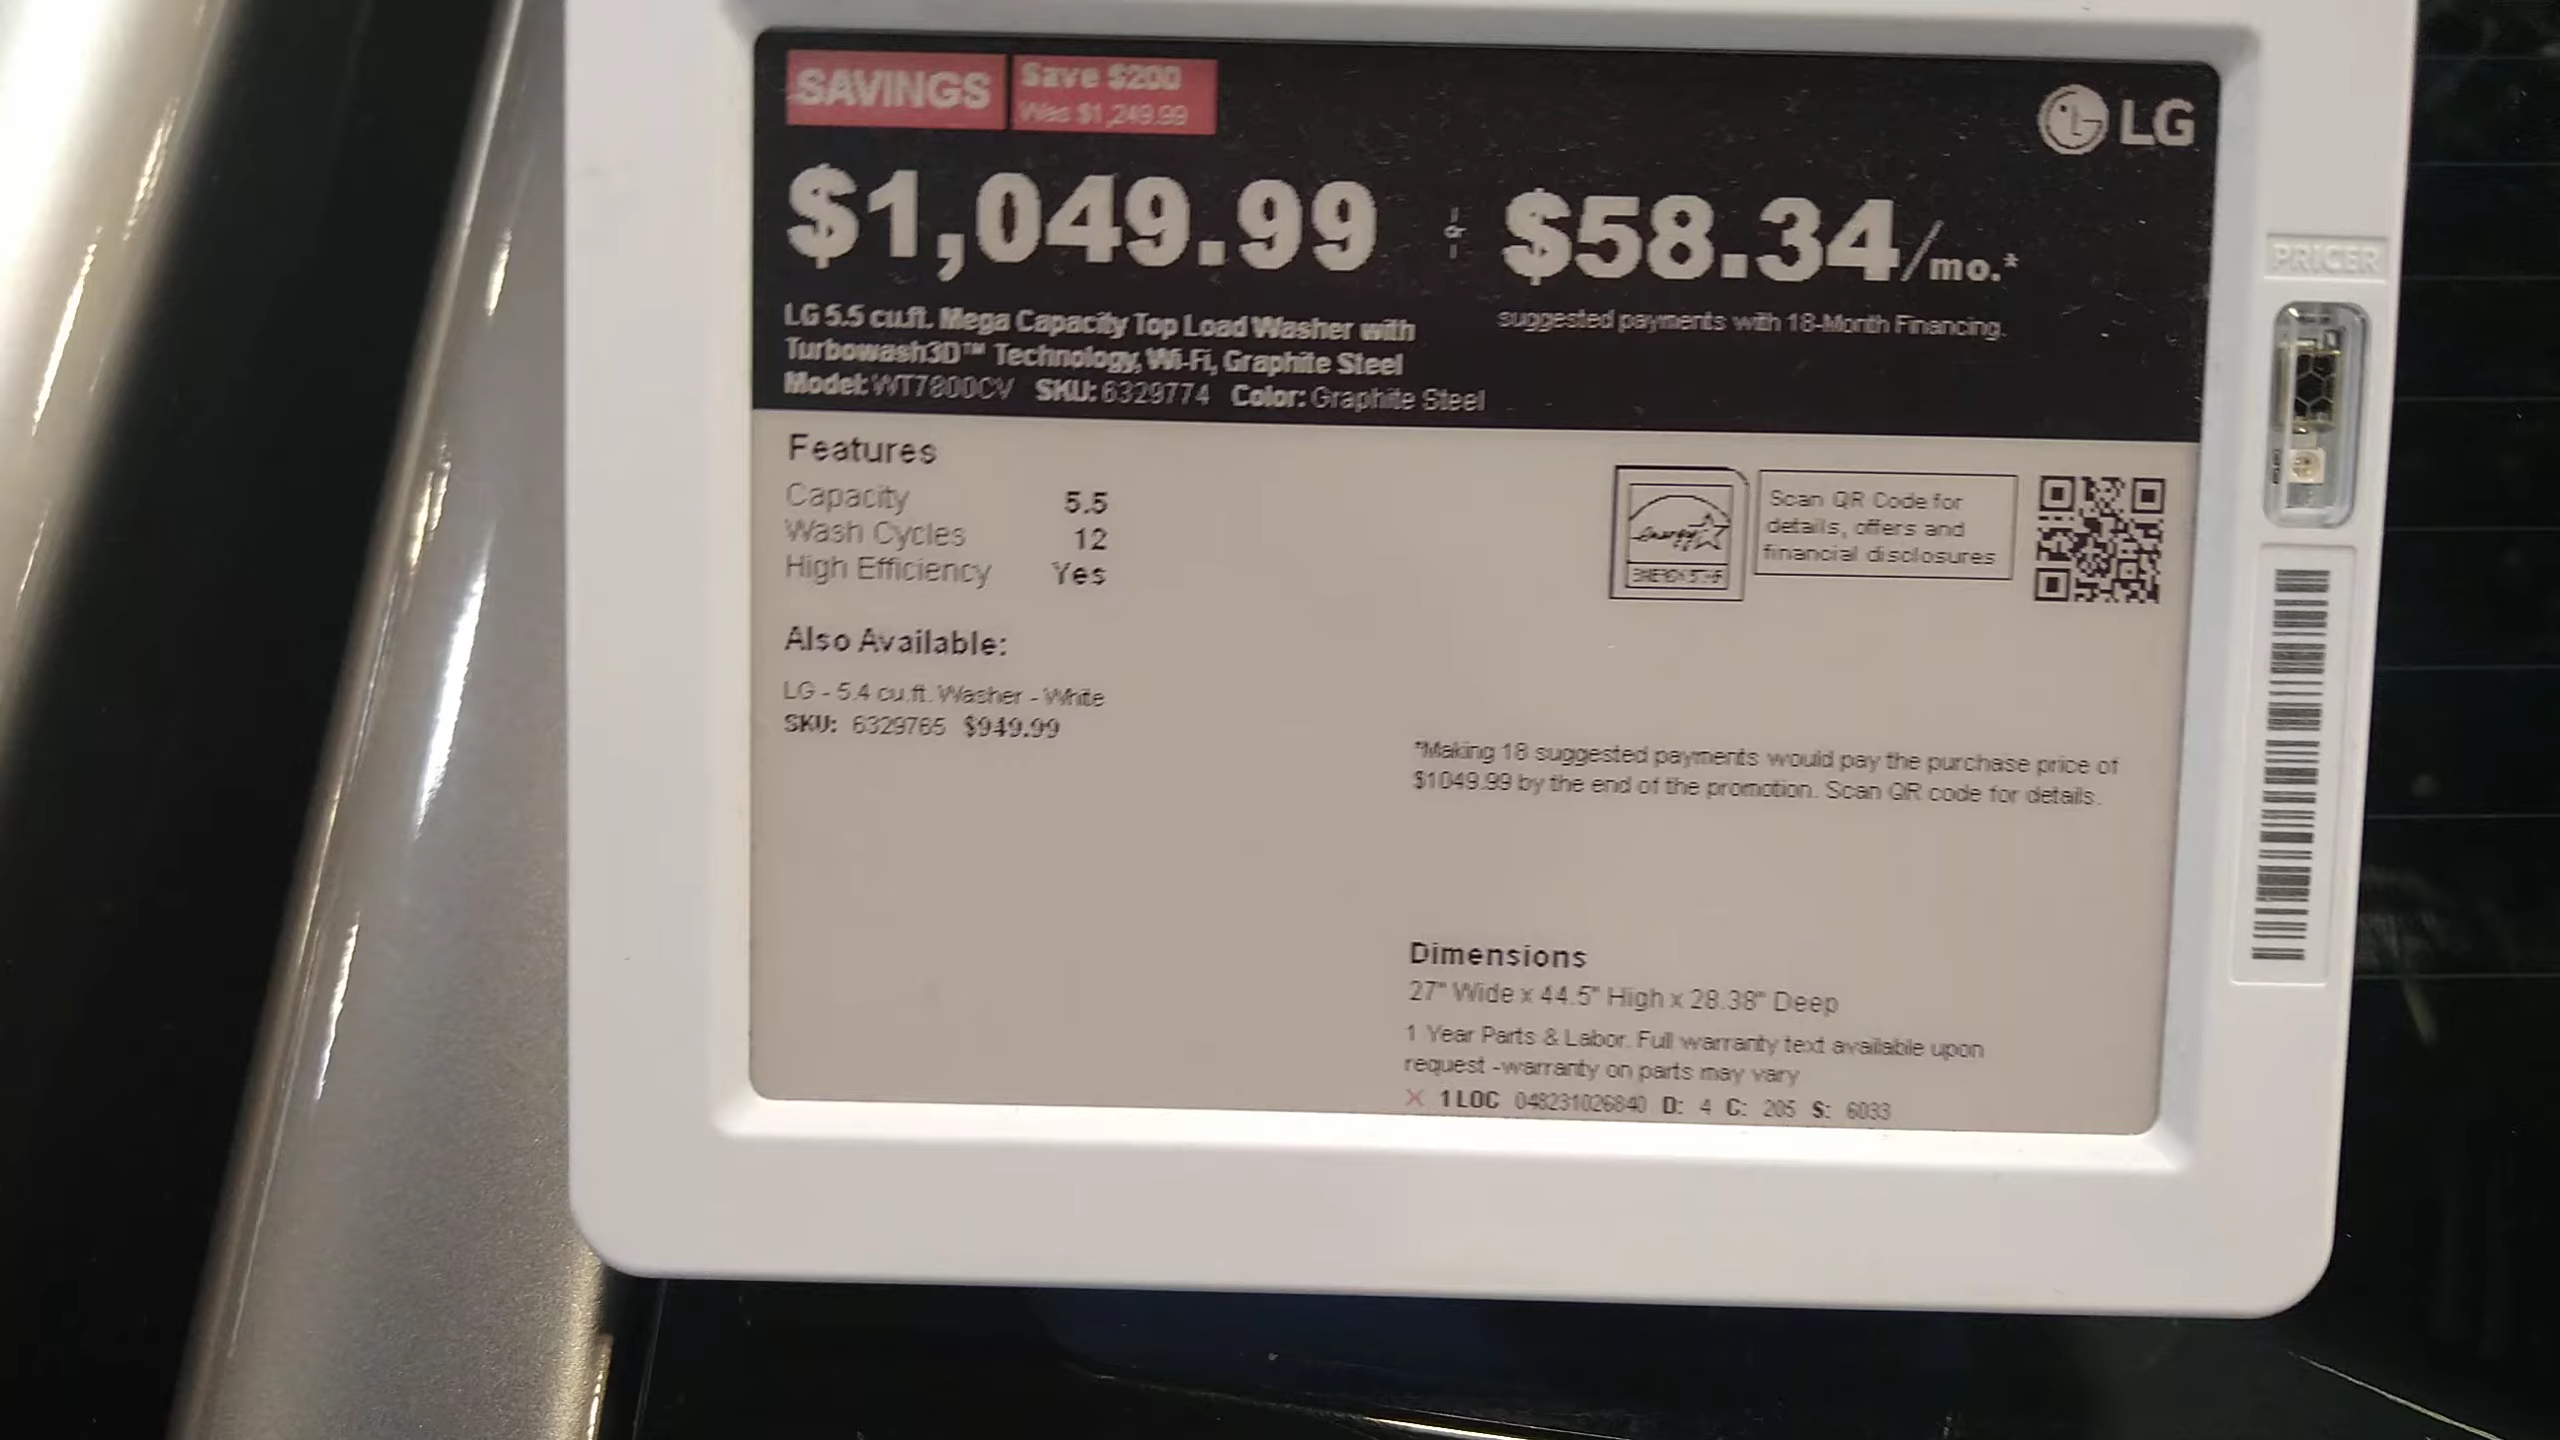 SAVINGS
Save $200
Was $1,249.99
LG
$1,049.99
or
$58.34/mo.*
suggested payments with 18-Month Financing.
LG 5.5 cu.ft. Mega Capacity Top Load Washer with
Turbowash3D™ Technology, Wi-Fi, Graphite Steel
Model: WT7800CV SKU: 6329774 Color: Graphite Steel
PRICER
Features
Capacity 5.5
Wash Cycles 12
High Efficiency Yes
energy
ENERGY STAR
Scan QR Code for
details, offers and
financial disclosures
Also Available:
LG - 5.4 cu.ft. Washer - White
SKU: 6329765 $949.99
*Making 18 suggested payments would pay the purchase price of
$1049.99 by the end of the promotion. Scan QR code for details.
Dimensions
27" Wide x 44.5" High x 28.38" Deep
1 Year Parts & Labor. Full warranty text available upon
request -warranty on parts may vary
X 1 LOC 048231026840 D: 4 C: 205 S: 6033